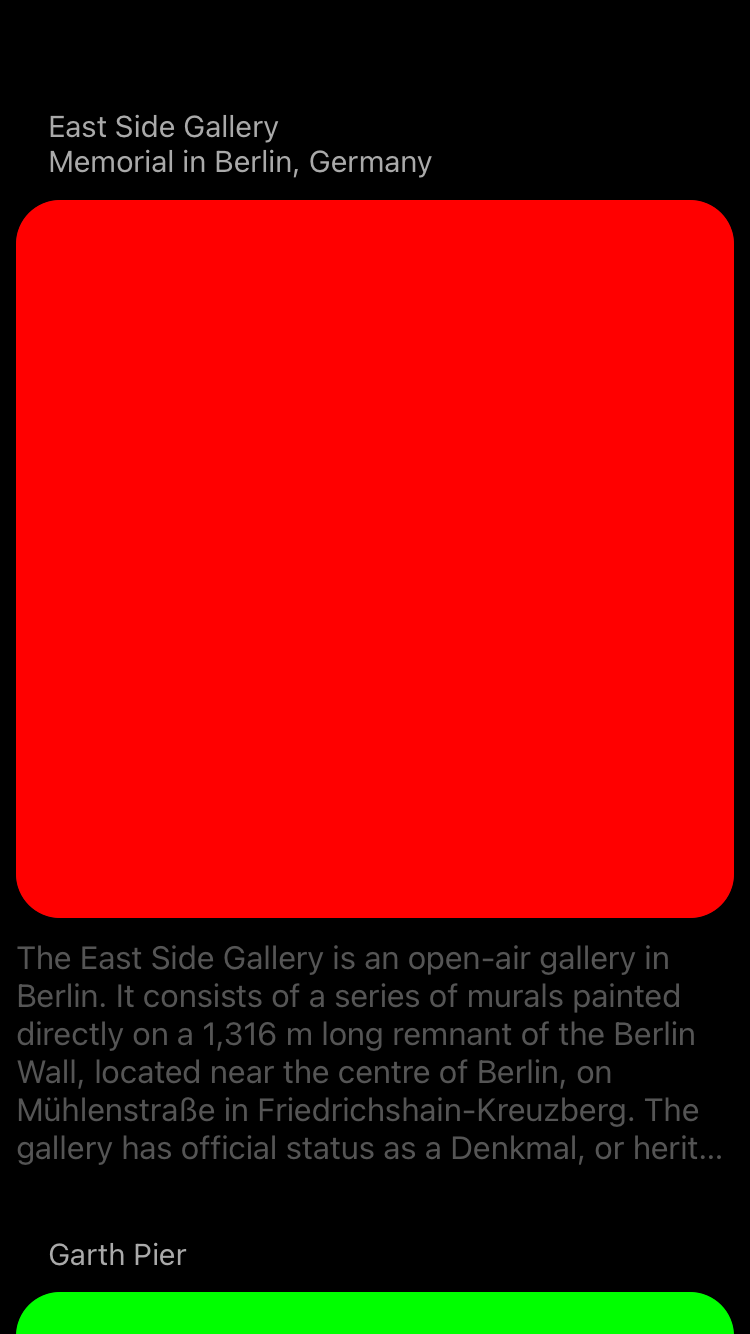 East Side Gallery
Memorial in Berlin, Germany
The East Side Gallery is an open-air gallery in
Berlin. It consists of a series of murals painted
directly on a 1,316 m long remnant of the Berlin
Wall, located near the centre of Berlin, on
Mühlenstraße in Friedrichshain-Kreuzberg. The
gallery has official status as a Denkmal, or herit...
Garth Pier